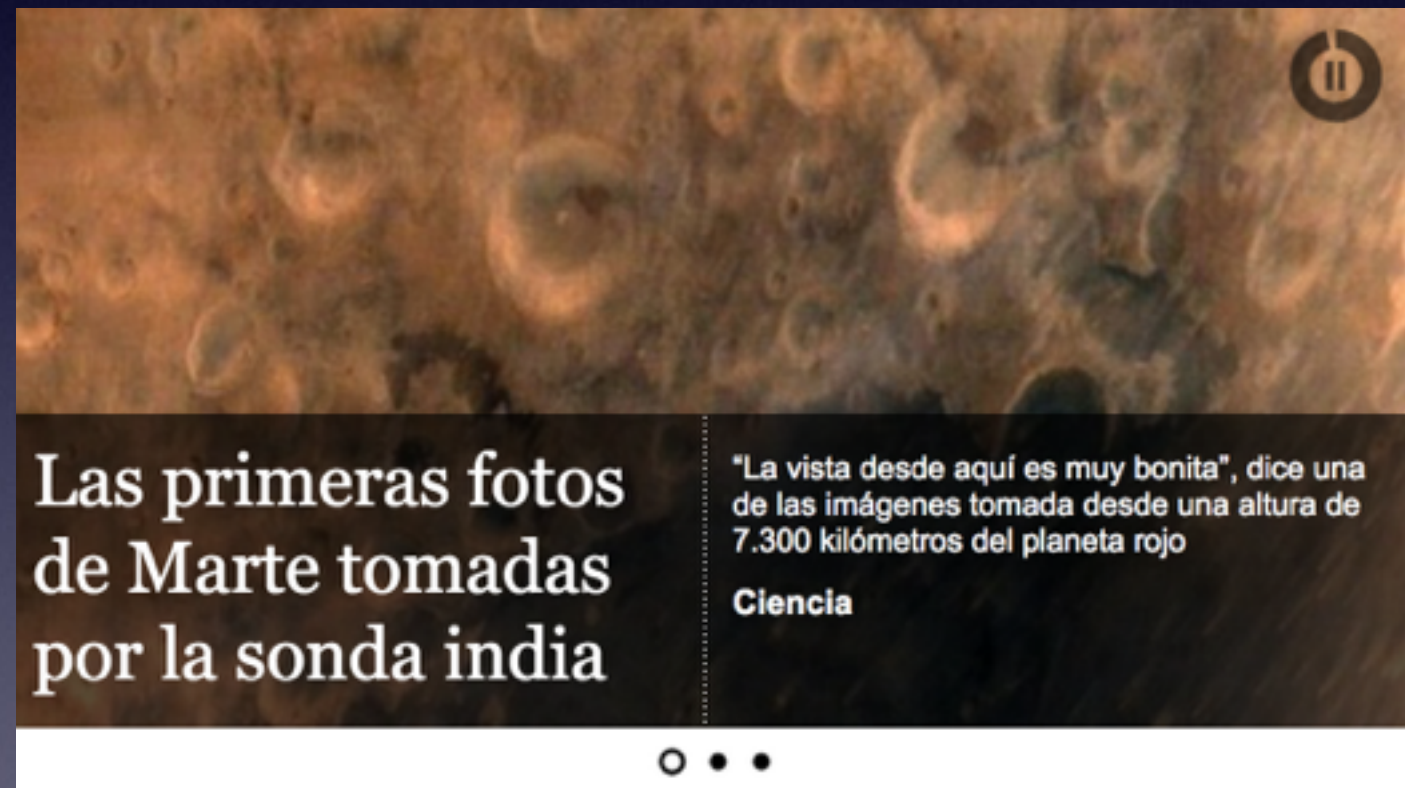 Las primeras fotos
de Marte tomadas
por la sonda india
“La vista desde aquí es muy bonita”, dice una
de las imágenes tomada desde una altura de
7.300 kilómetros del planeta rojo
Ciencia